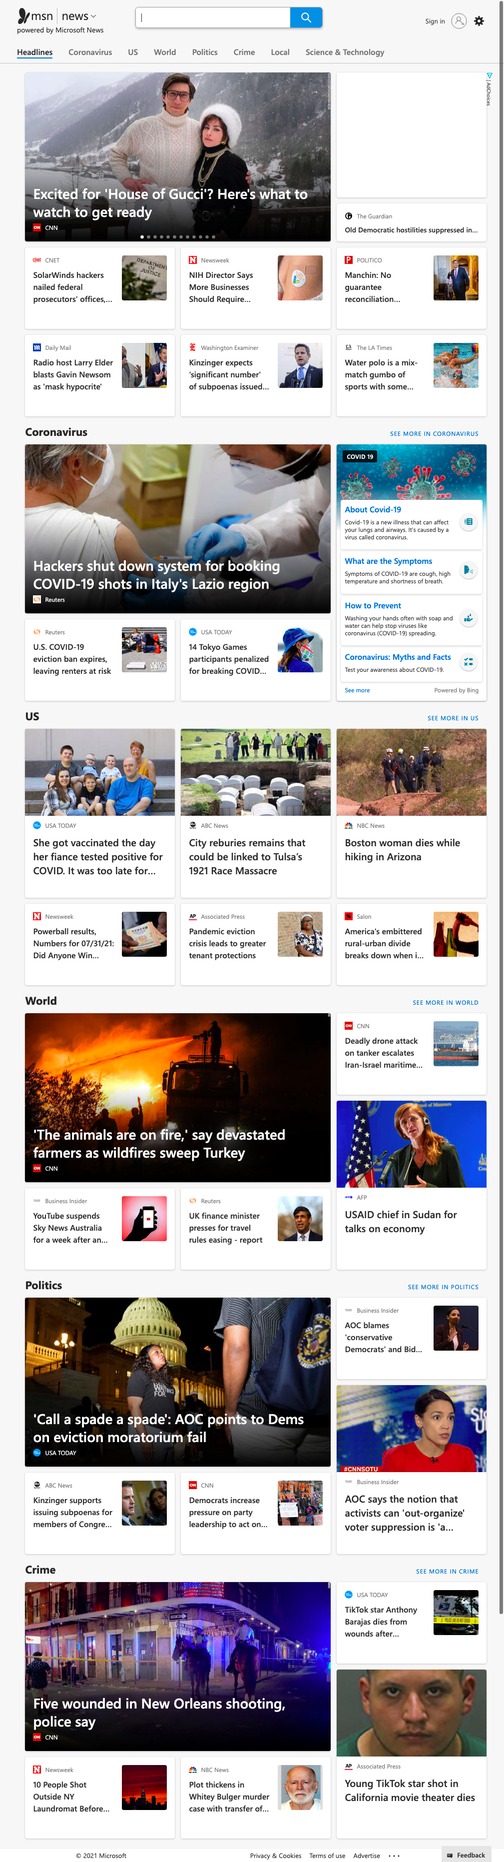 msn | news
powered by Microsoft News
Sign in
Headlines
Coronavirus
US
World
Politics
Crime
Local
Science & Technology
AdChoices
Excited for 'House of Gucci'? Here's what to
watch to get ready
CNN
The Guardian
Old Democratic hostilities suppressed in...
CNET
SolarWinds hackers
nailed federal
prosecutors' offices,...
DEPARTMENT
JUSTICE
Newsweek
NIH Director Says
More Businesses
Should Require...
POLITICO
Manchin: No
guarantee
reconciliation...
Daily Mail
Radio host Larry Elder
blasts Gavin Newsom
as 'mask hypocrite'
Washington Examiner
Kinzinger expects
'significant number'
of subpoenas issued...
The LA Times
Water polo is a mix-
match gumbo of
sports with some...
Coronavirus
SEE MORE IN CORONAVIRUS
Hackers shut down system for booking
COVID-19 shots in Italy's Lazio region
Reuters
COVID 19
About Covid-19
Covid-19 is a new illness that can affect
your lungs and airways. It's caused by a
virus called coronavirus.
What are the Symptoms
Symptoms of COVID-19 are cough, high
temperature and shortness of breath.
How to Prevent
Washing your hands often with soap and
water can help stop viruses like
coronavirus (COVID-19) spreading.
Coronavirus: Myths and Facts
Test your awareness about COVID-19.
See more
Powered by Bing
Reuters
U.S. COVID-19
eviction ban expires,
leaving renters at risk
USA TODAY
14 Tokyo Games
participants penalized
for breaking COVID...
US
SEE MORE IN US
USA TODAY
She got vaccinated the day
her fiance tested positive for
COVID. It was too late for...
ABC News
City reburies remains that
could be linked to Tulsa's
1921 Race Massacre
NBC News
Boston woman dies while
hiking in Arizona
Newsweek
Powerball results,
Numbers for 07/31/21:
Did Anyone Win...
AP Associated Press
Pandemic eviction
crisis leads to greater
tenant protections
Salon
America's embittered
rural-urban divide
breaks down when i...
World
SEE MORE IN WORLD
'The animals are on fire,' say devastated
farmers as wildfires sweep Turkey
CNN
CNN
Deadly drone attack
on tanker escalates
Iran-Israel maritime...
AFP
USAID chief in Sudan for
talks on economy
Business Insider
YouTube suspends
Sky News Australia
for a week after an...
Reuters
UK finance minister
presses for travel
rules easing - report
Politics
SEE MORE IN POLITICS
'Call a spade a spade': AOC points to Dems
on eviction moratorium fail
USA TODAY
Business Insider
AOC blames
'conservative
Democrats' and Bid...
#CNNSOTU
Business Insider
AOC says the notion that
activists can 'out-organize'
voter suppression is 'a...
ABC News
Kinzinger supports
issuing subpoenas for
members of Congre...
CNN
Democrats increase
pressure on party
leadership to act on...
Crime
SEE MORE IN CRIME
Five wounded in New Orleans shooting,
police say
CNN
USA TODAY
TikTok star Anthony
Barajas dies from
wounds after...
AP Associated Press
Young TikTok star shot in
California movie theater dies
Newsweek
10 People Shot
Outside NY
Laundromat Before...
NBC News
Plot thickens in
Whitey Bulger murder
case with transfer of...
© 2021 Microsoft
Privacy & Cookies
Terms of use
Advertise
Feedback